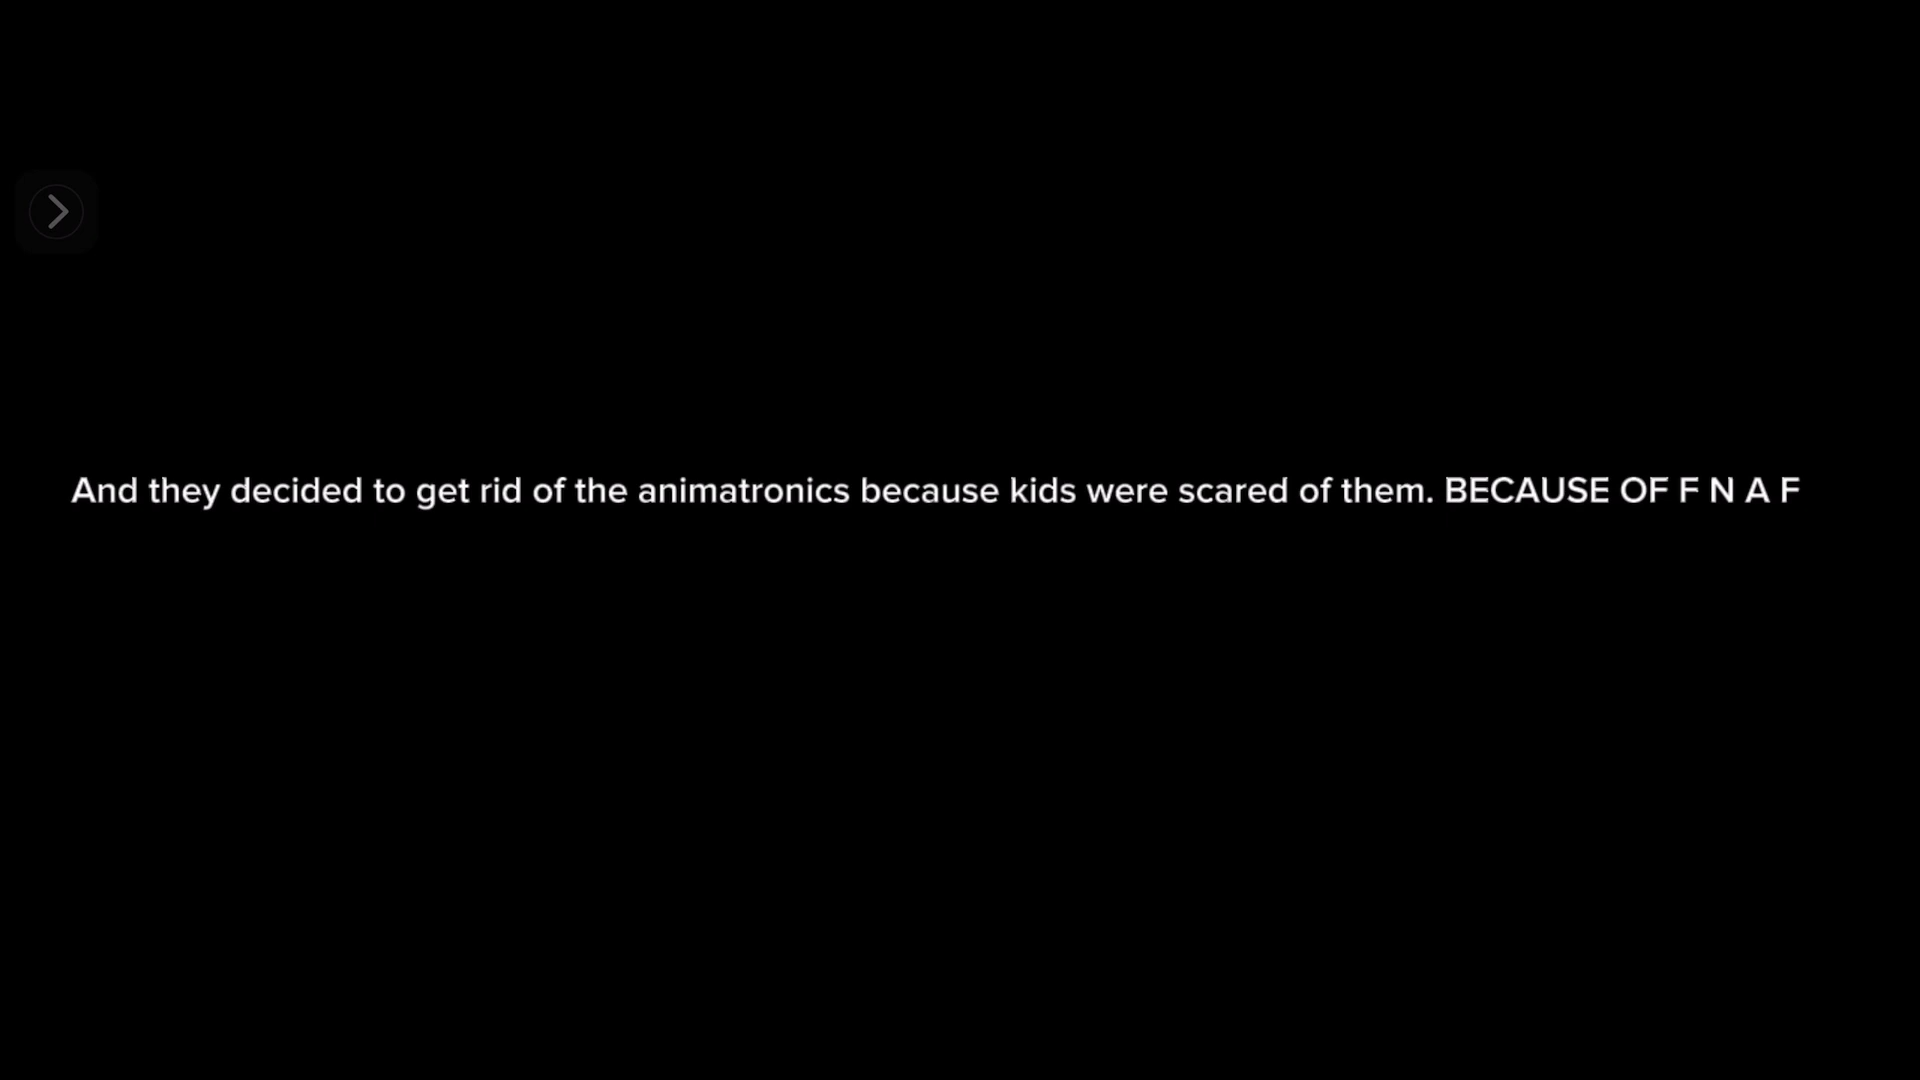 And they decided to get rid of the animatronics because kids were scared of them. BECAUSE OF F N A F